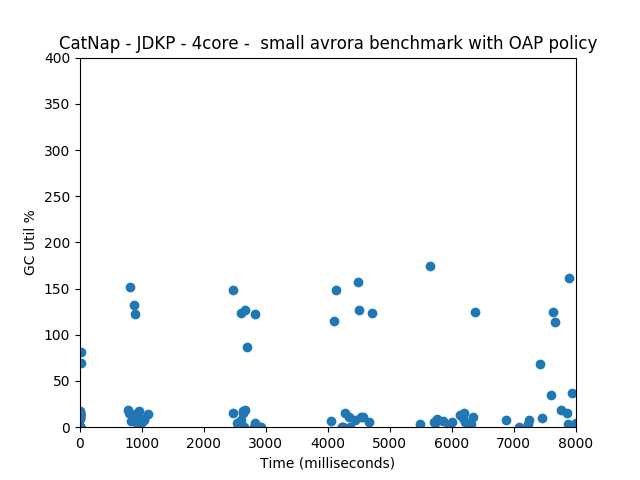 CatNap - JDKP - 4core -  small avrora benchmark with OAP policy
400
350
300
250
200
150
100
50
0
GC Util %
0 1000 2000 3000 4000 5000 6000 7000 8000
Time (milliseconds)